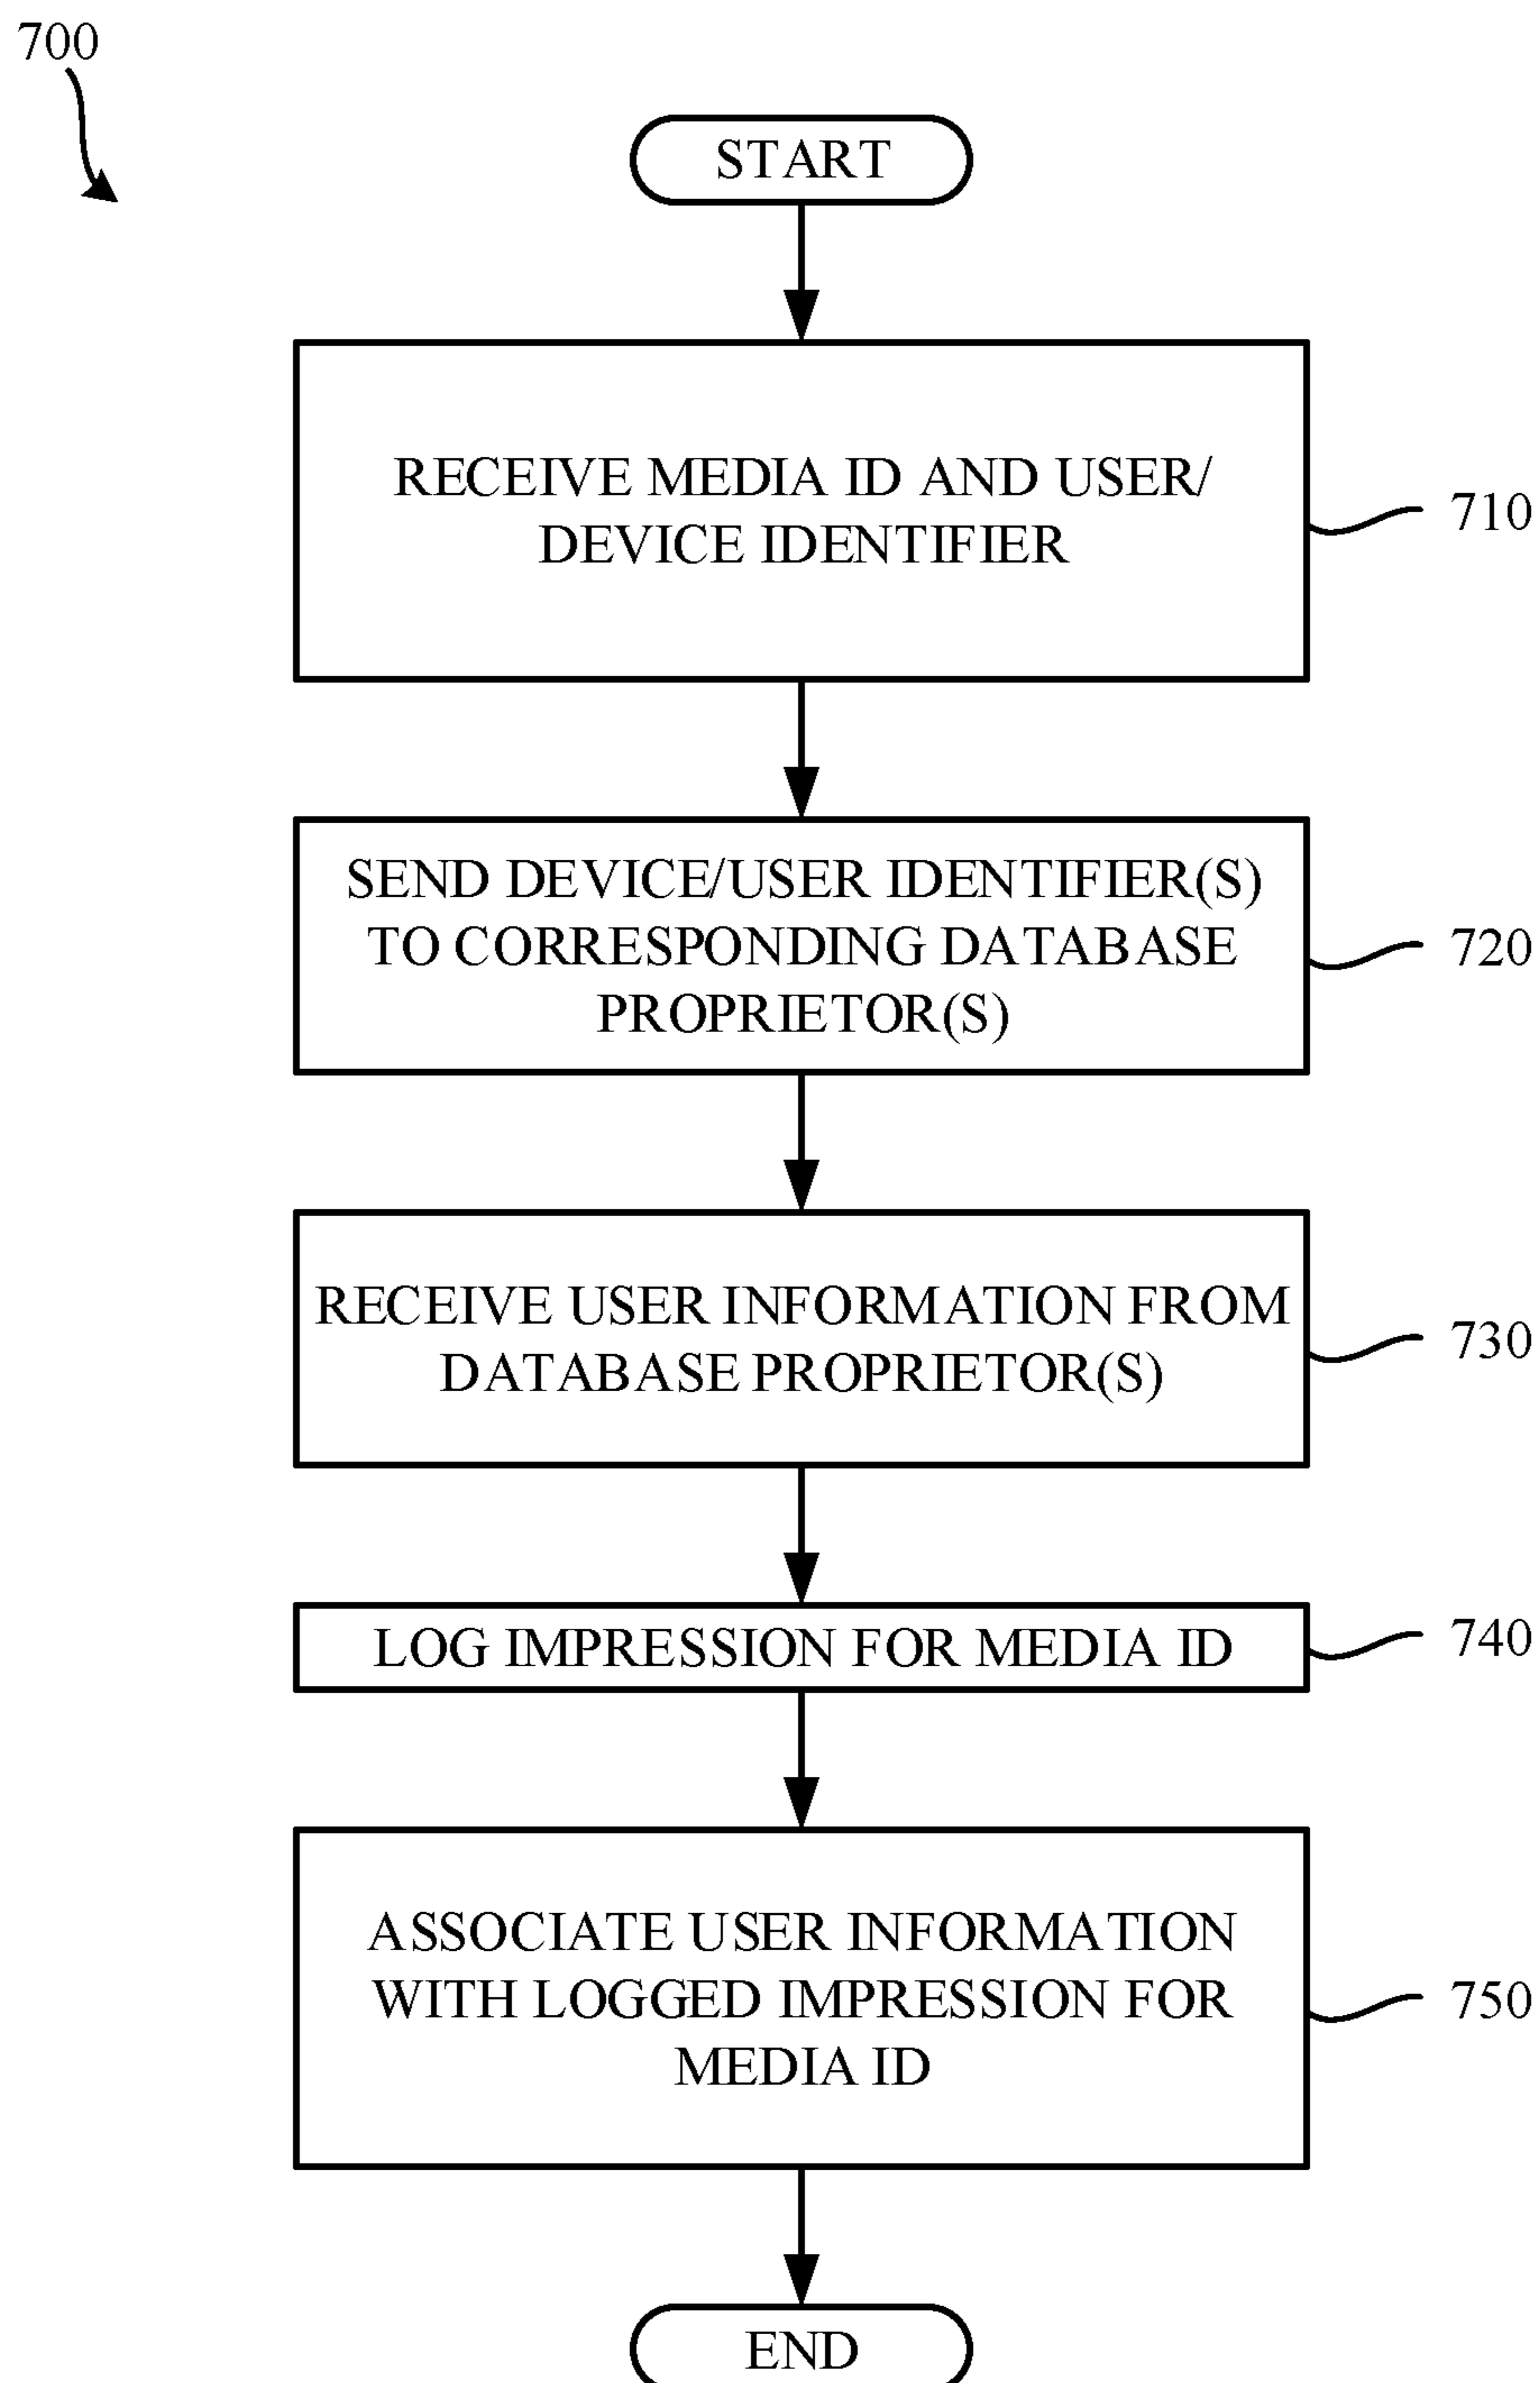 700
START
RECEIVE MEDIA ID AND USER/
DEVICE IDENTIFIER
710
SEND DEVICE/USER IDENTIFIER(S)
TO CORRESPONDING DATABASE
PROPRIETOR(S)
720
RECEIVE USER INFORMATION FROM
DATABASE PROPRIETOR(S)
730
LOG IMPRESSION FOR MEDIA ID
740
ASSOCIATE USER INFORMATION
WITH LOGGED IMPRESSION FOR
MEDIA ID
750
END